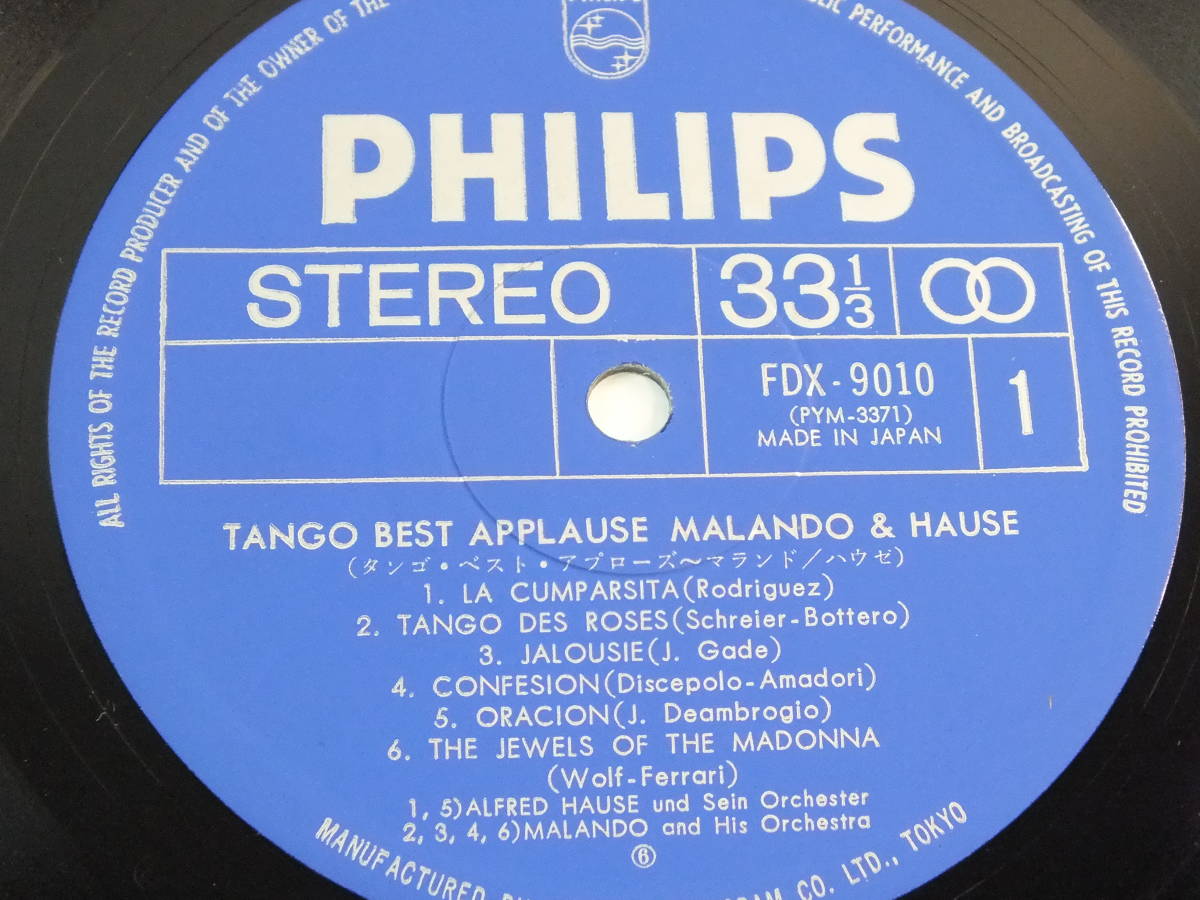 ALL RIGHTS OF THE RECORD PRODUCER AND OF THE OWNER OF THE
PERFORMANCE AND BROADCASTING OF THIS RECORD PROHIBITED
PHILIPS
STEREO
33 1/3
FDX-9010
(PYM-3371)
MADE IN JAPAN
1
TANGO BEST APPLAUSE MALANDO & HAUSE
(タンゴ・ベスト・アプローズ〜マランド/ハウゼ)
1. LA CUMPARSITA(Rodriguez)
2. TANGO DES ROSES(Schreier-Bottero)
3. JALOUSIE(J. Gade)
4. CONFESION(Discepolo-Amadori)
5. ORACION(J. Deambrogio)
6. THE JEWELS OF THE MADONNA
(Wolf-Ferrari)
1, 5)ALFRED HAUSE und Sein Orchester
2, 3, 4, 6)MALANDO and His Orchestra
⑥
MANUFACTURED CO. LTD., TOKYO